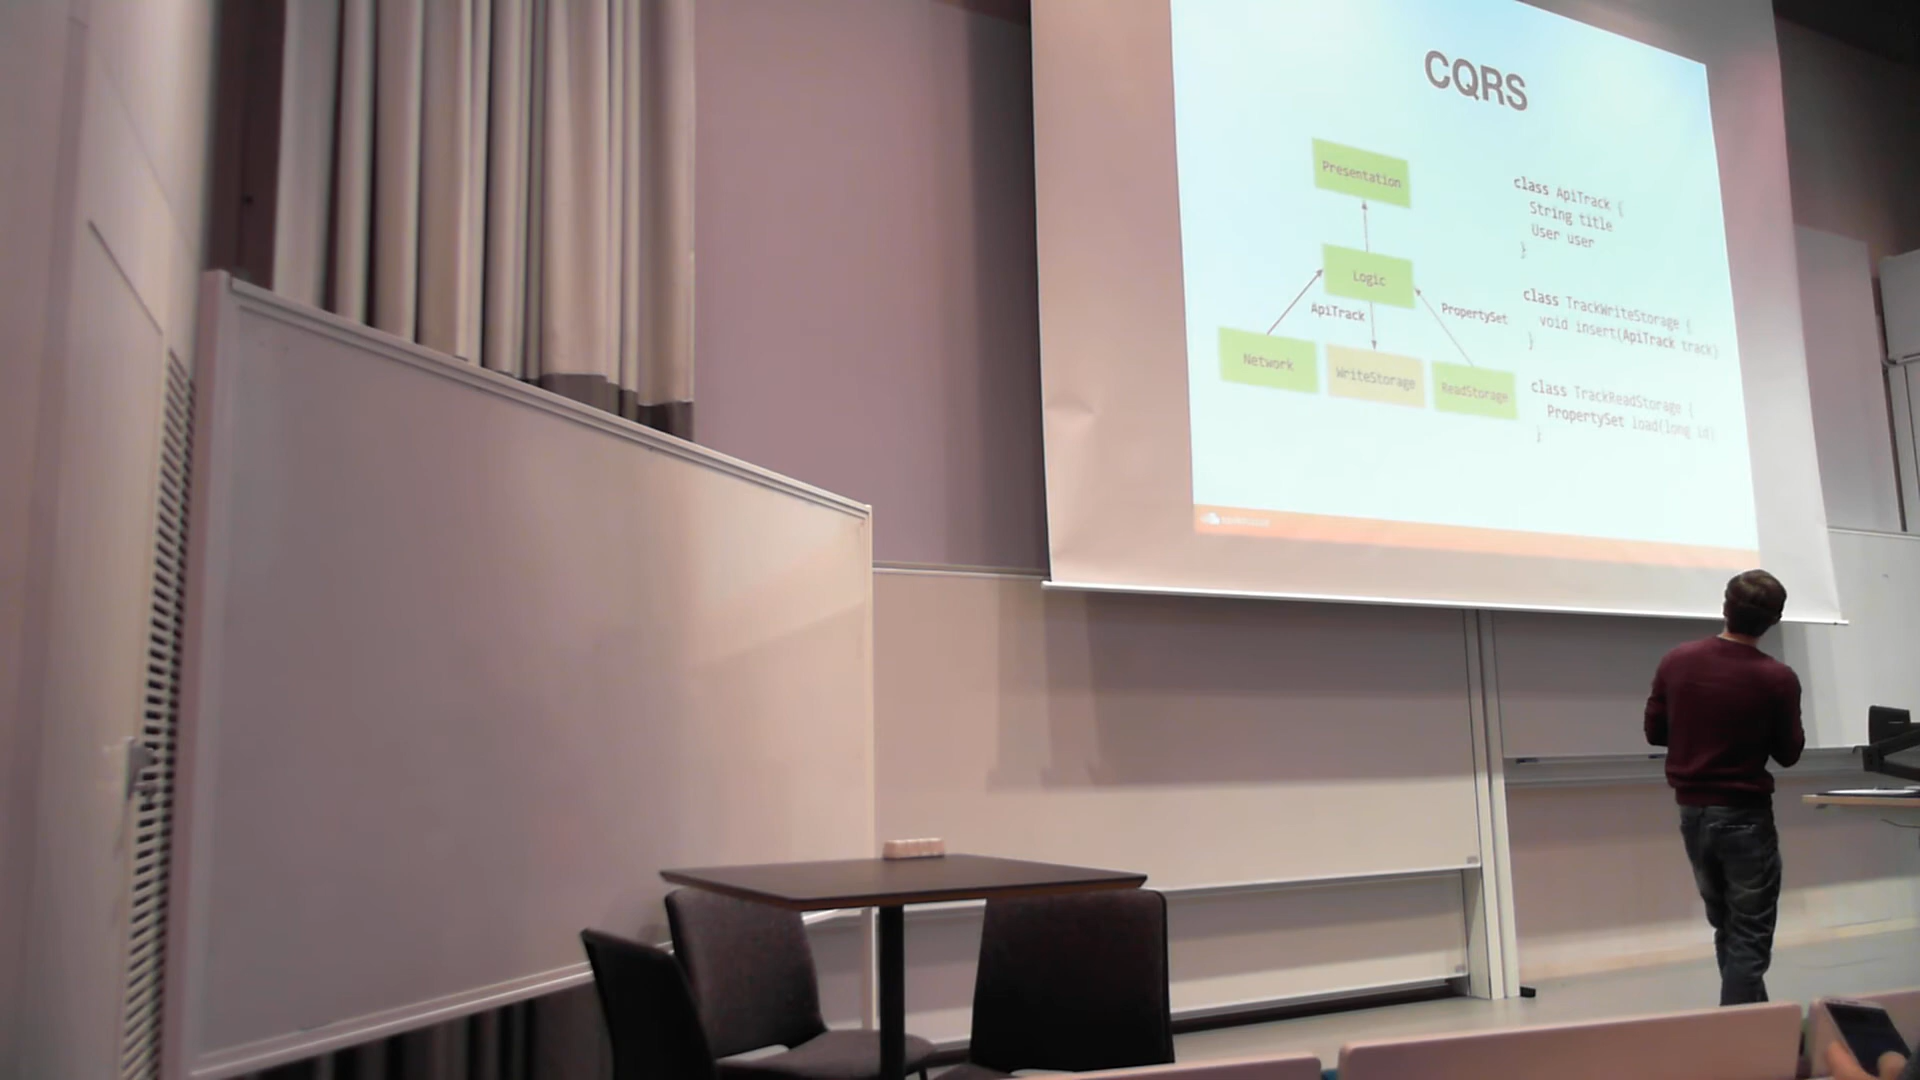 CQRS
Presentation
Logic
ApiTrack
PropertySet
Network
WriteStorage
ReadStorage
class ApiTrack {
String title
User user
}
class TrackWriteStorage {
void insert(ApiTrack track)
}
class TrackReadStorage {
PropertySet load(long id)
}